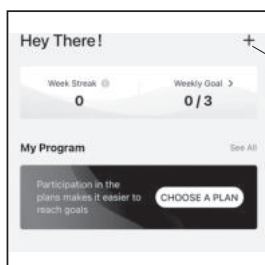 Hey There! +
Week Streak Weekly Goal >
0 0 / 3
My Program See All
Participation in the
plans makes it easier to
reach goals
CHOOSE A PLAN